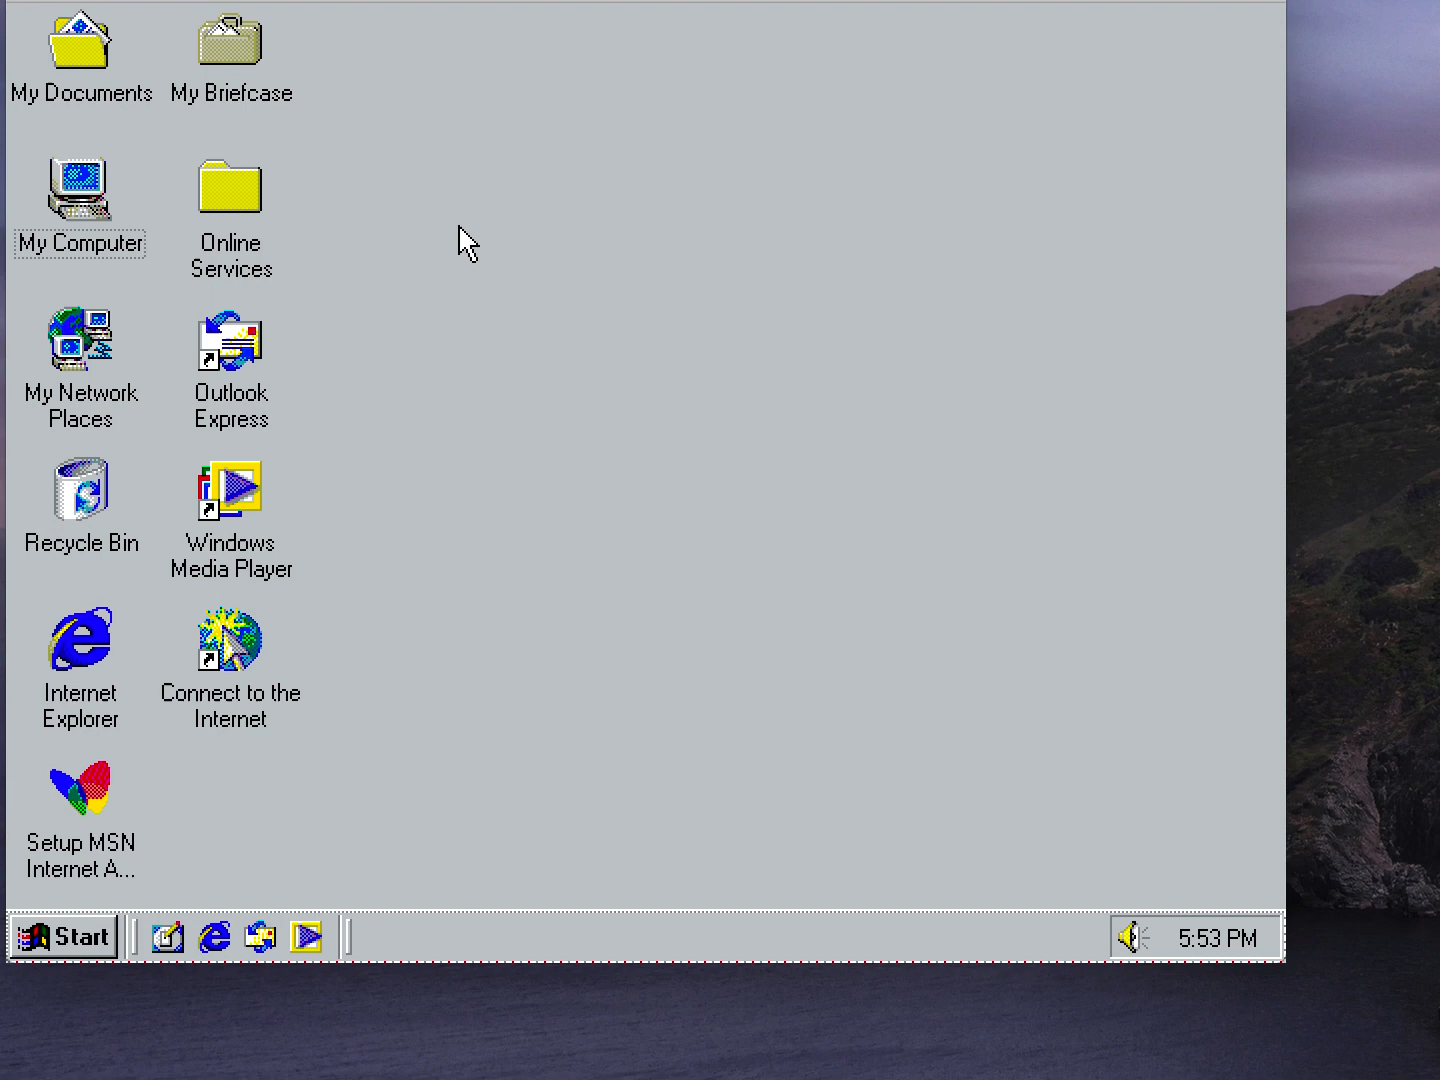 My Documents
My Briefcase
My Computer
Online
Services
My Network
Places
Outlook
Express
Recycle Bin
Windows
Media Player
Internet
Explorer
Connect to the
Internet
Setup MSN
Internet A...
Start
5:53 PM